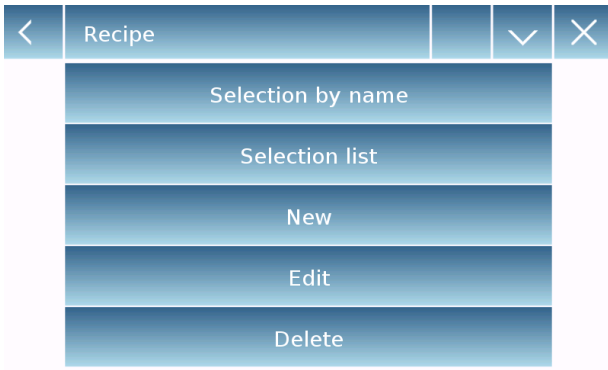 Recipe
Selection by name
Selection list
New
Edit
Delete